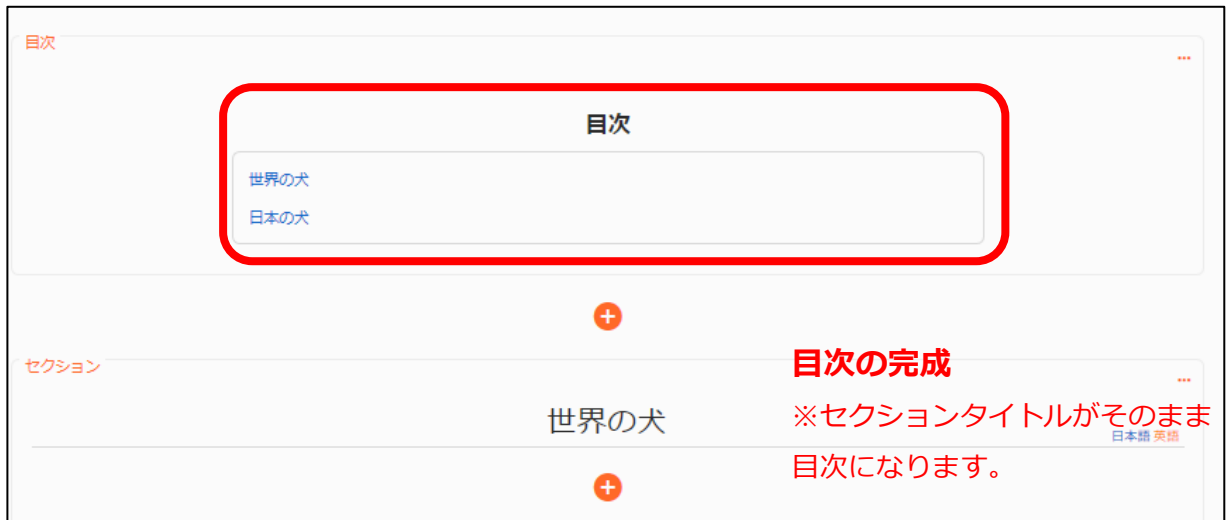 目次
...
目次
世界の犬
日本の犬
セクション
...
世界の犬
日本語 英語
目次の完成
※セクションタイトルがそのまま
目次になります。